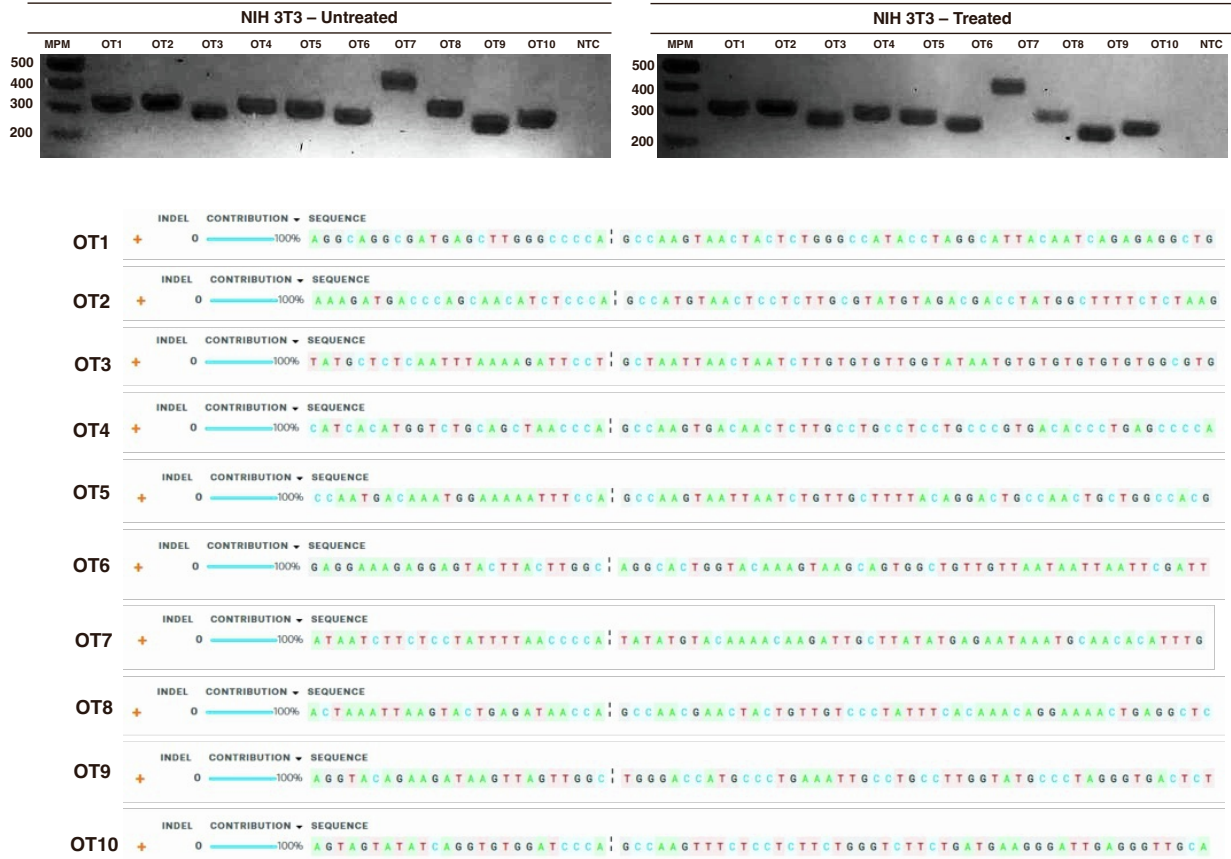 NIH 3T3 – Untreated
MPM OT1 OT2 OT3 OT4 OT5 OT6 OT7 OT8 OT9 OT10 NTC
500
400
300
200
NIH 3T3 – Treated
MPM OT1 OT2 OT3 OT4 OT5 OT6 OT7 OT8 OT9 OT10 NTC
500
400
300
200
INDEL CONTRIBUTION SEQUENCE
OT1 + 0 100% AGGCAGGCGATGAGCTTGGGCCCCA¦GCCAAGTAACTACTCTGGGCCATACCTAGGCATTACAATCAGAGAGGCTG
INDEL CONTRIBUTION SEQUENCE
OT2 + 0 100% AAAGATGACCCAGCAACATCTCCCA¦GCCATGTAACTCCTCTTGCGTATGTAGACGACCTATGGCTTTTCTCTAAG
INDEL CONTRIBUTION SEQUENCE
OT3 + 0 100% TATGCTCTCAATTTAAAAGATTCCT¦GCTAATTAACTAATCTTGTGTGTTGGTATAATGTGTGTGTGTGTGGCGTG
INDEL CONTRIBUTION SEQUENCE
OT4 + 0 100% CATCACATGGTCTGCAGCTAACCCA¦GCCAAGTGACAACTCTTGCCTGCCTCCTGCCCGTGACACCCTGAGCCCCA
INDEL CONTRIBUTION SEQUENCE
OT5 + 0 100% CCAATGACAAATGGAAAAATTTCCA¦GCCAAGTAATTAATCTGTTGCTTTTACAGGACTGCCAACTGCTGGCCACG
INDEL CONTRIBUTION SEQUENCE
OT6 + 0 100% GAGGAAAGAGGAGTACTTACTTGGC¦AGGCACTGGTACAAAGTAAGCAGTGGCTGTTGTTAATAATTAATTCGATT
INDEL CONTRIBUTION SEQUENCE
OT7 + 0 100% ATAATCTTCTCCTATTTTAACCCCA¦TATATGTACAAAACAAGATTGCTTATATGAGAATAAATGCAACACATTTG
INDEL CONTRIBUTION SEQUENCE
OT8 + 0 100% ACTAAATTAAGTACTGAGATAACCA¦GCCAACGAACTACTGTTGTCCCTATTTCACAAACAGGAAAACTGAGGCTC
INDEL CONTRIBUTION SEQUENCE
OT9 + 0 100% AGGTACAGAAGATAAGTTAGTTGGC¦TGGGACCATGCCCTGAAATTGCCTGCCTTGGTATGCCCTAGGGTGACTCT
INDEL CONTRIBUTION SEQUENCE
OT10 + 0 100% AGTAGTATATCAGGTGTGGATCCCA¦GCCAAGTTTCTCCTCTTCTGGGTCTTCTGATGAAGGGATTGAGGGTTGCA